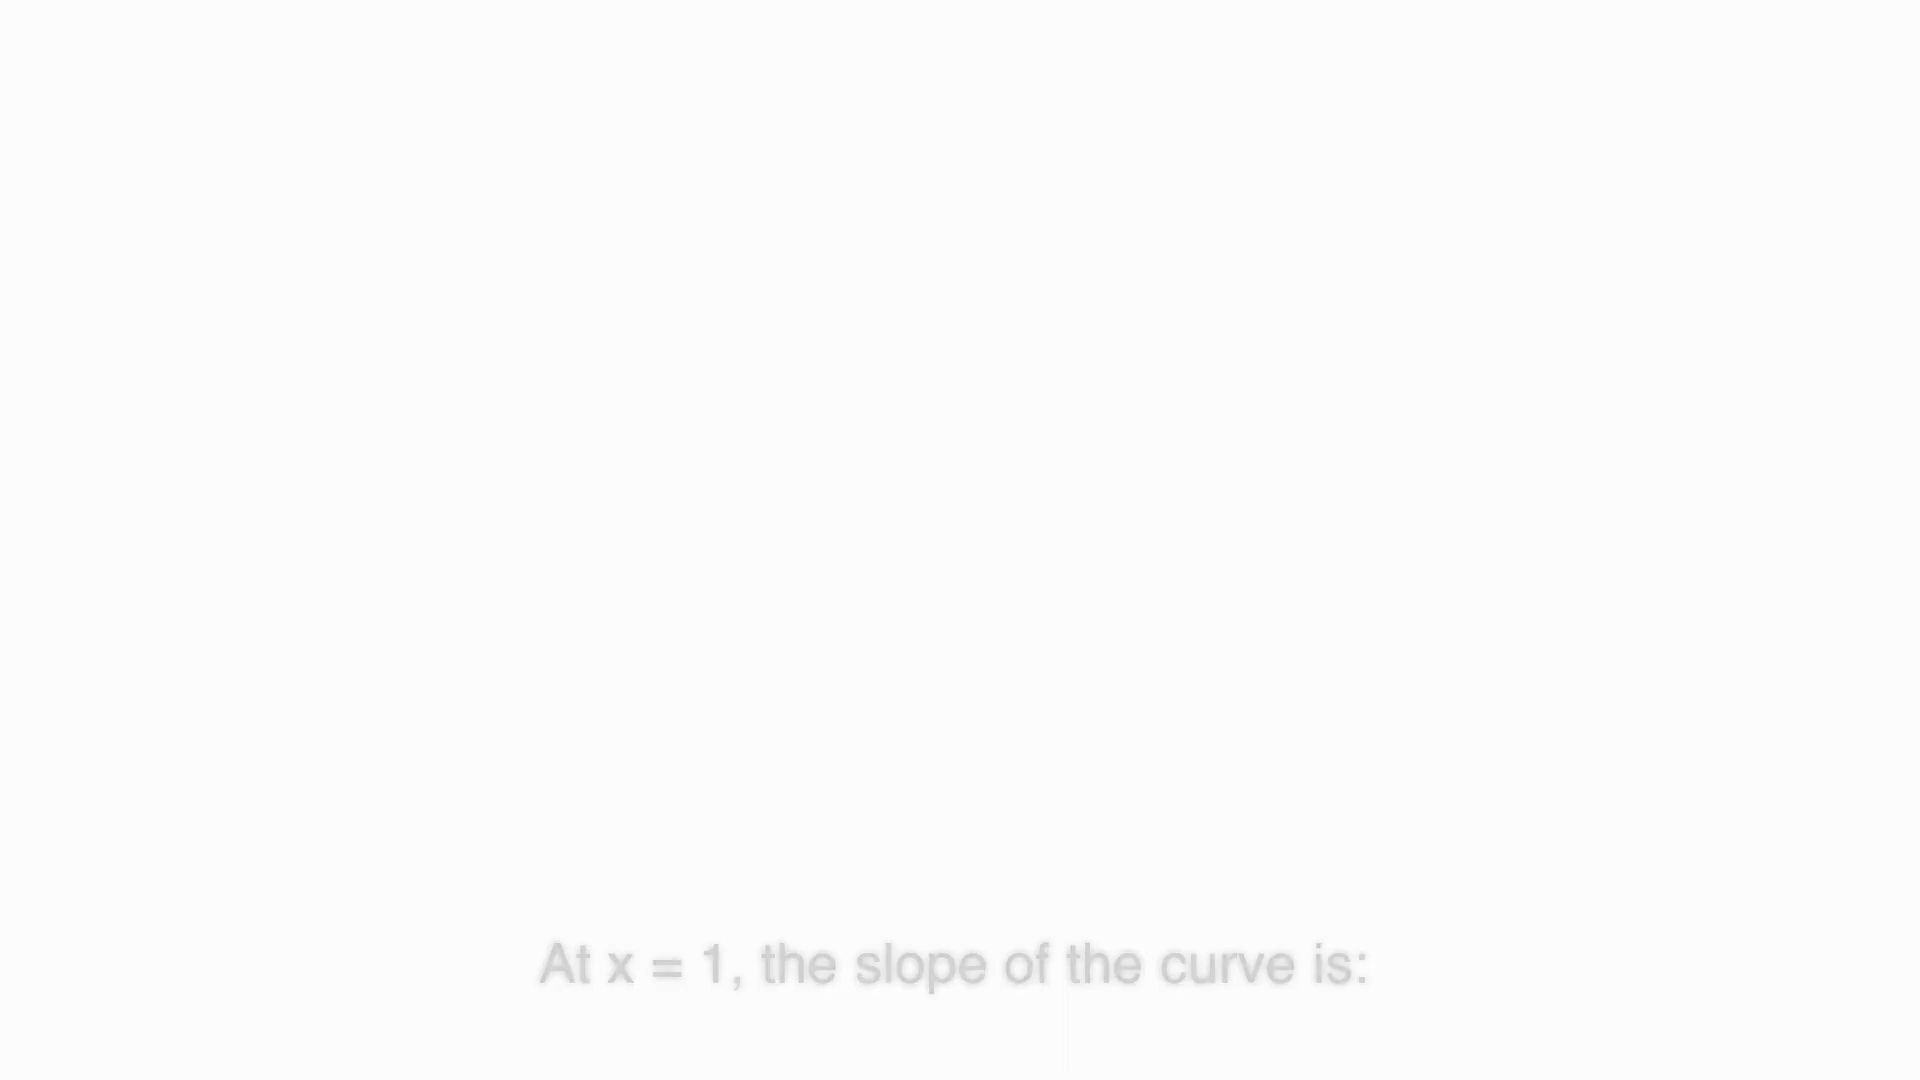 At x = 1, the slope of the curve is: